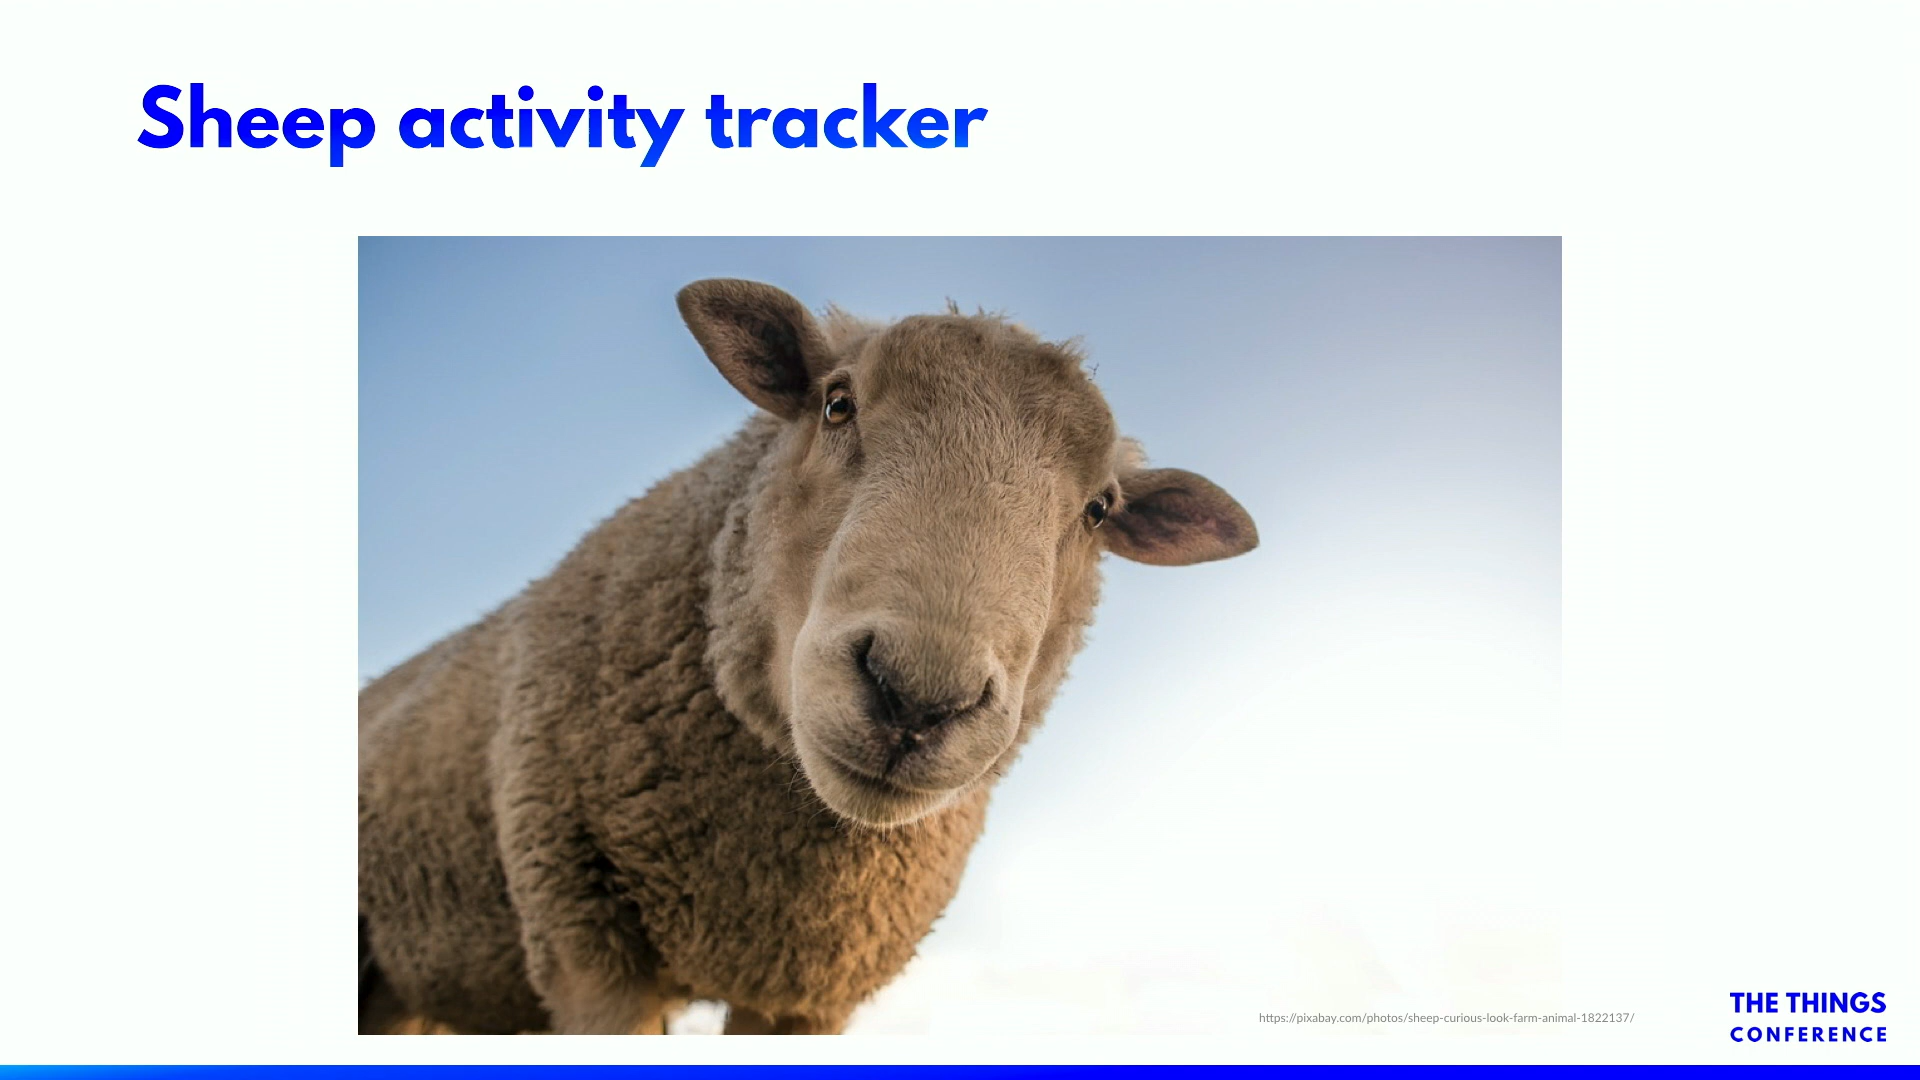 Sheep activity tracker
https://pixabay.com/photos/sheep-curious-look-farm-animal-1822137/
THE THINGS
CONFERENCE